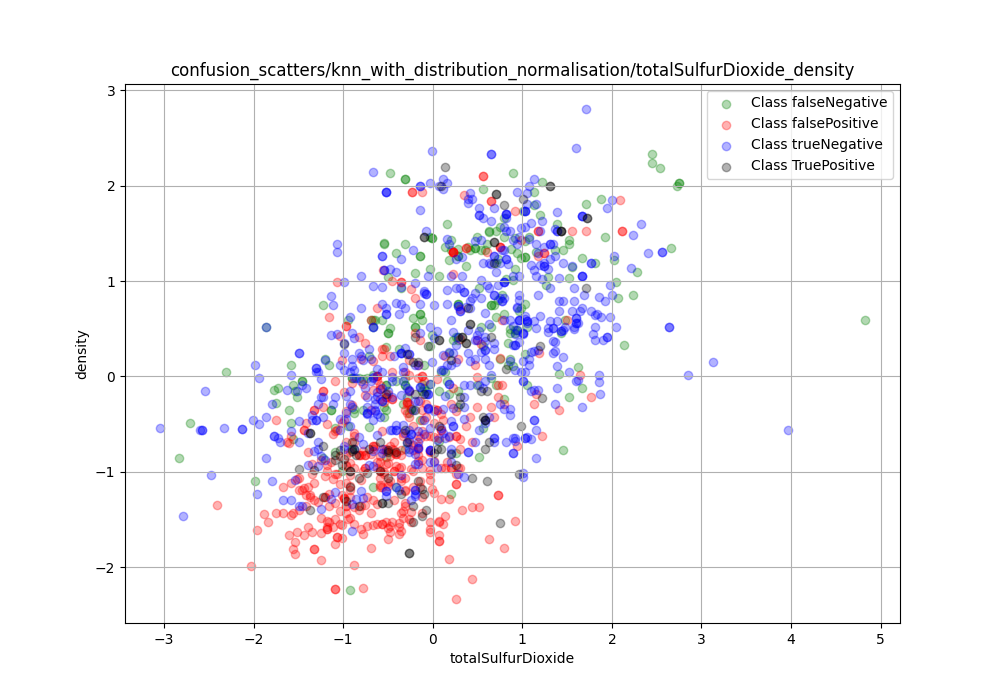 confusion_scatters/knn_with_distribution_normalisation/totalSulfurDioxide_density
Class falseNegative
Class falsePositive
Class trueNegative
Class TruePositive
3
2
1
0
−1
−2
density
−3
−2
−1
0
1
2
3
4
5
totalSulfurDioxide